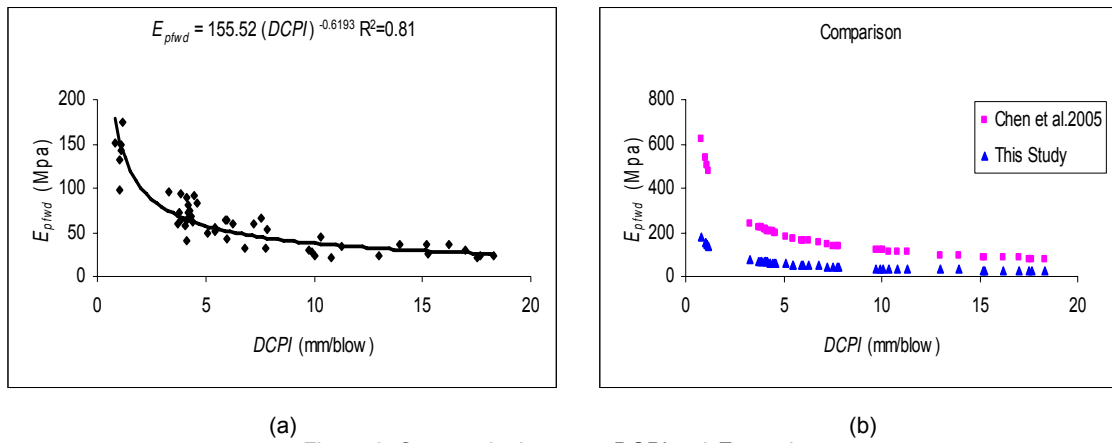 E_pfwd = 155.52 (DCPI) ^-0.6193 R²=0.81
200
150
100
50
0
E_pfwd (Mpa)
0 5 10 15 20
DCPI (mm/blow)
(a)
Comparison
800
600
400
200
0
E_pfwd (Mpa)
Chen et al.2005
This Study
0 5 10 15 20
DCPI (mm/blow)
(b)